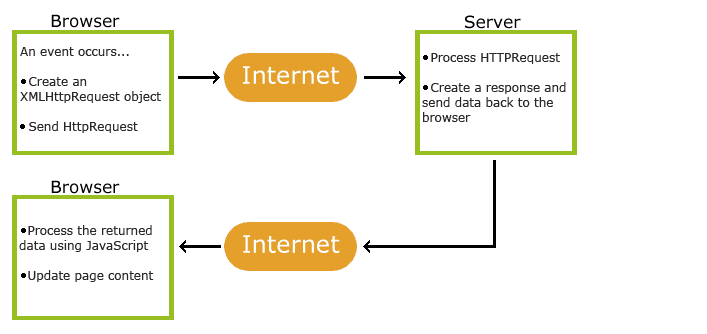 Browser
An event occurs...
•Create an
XMLHttpRequest object
• Send HttpRequest
Internet
Server
•Process HTTPRequest
•Create a response and
send data back to the
browser
Browser
•Process the returned
data using JavaScript
•Update page content
Internet